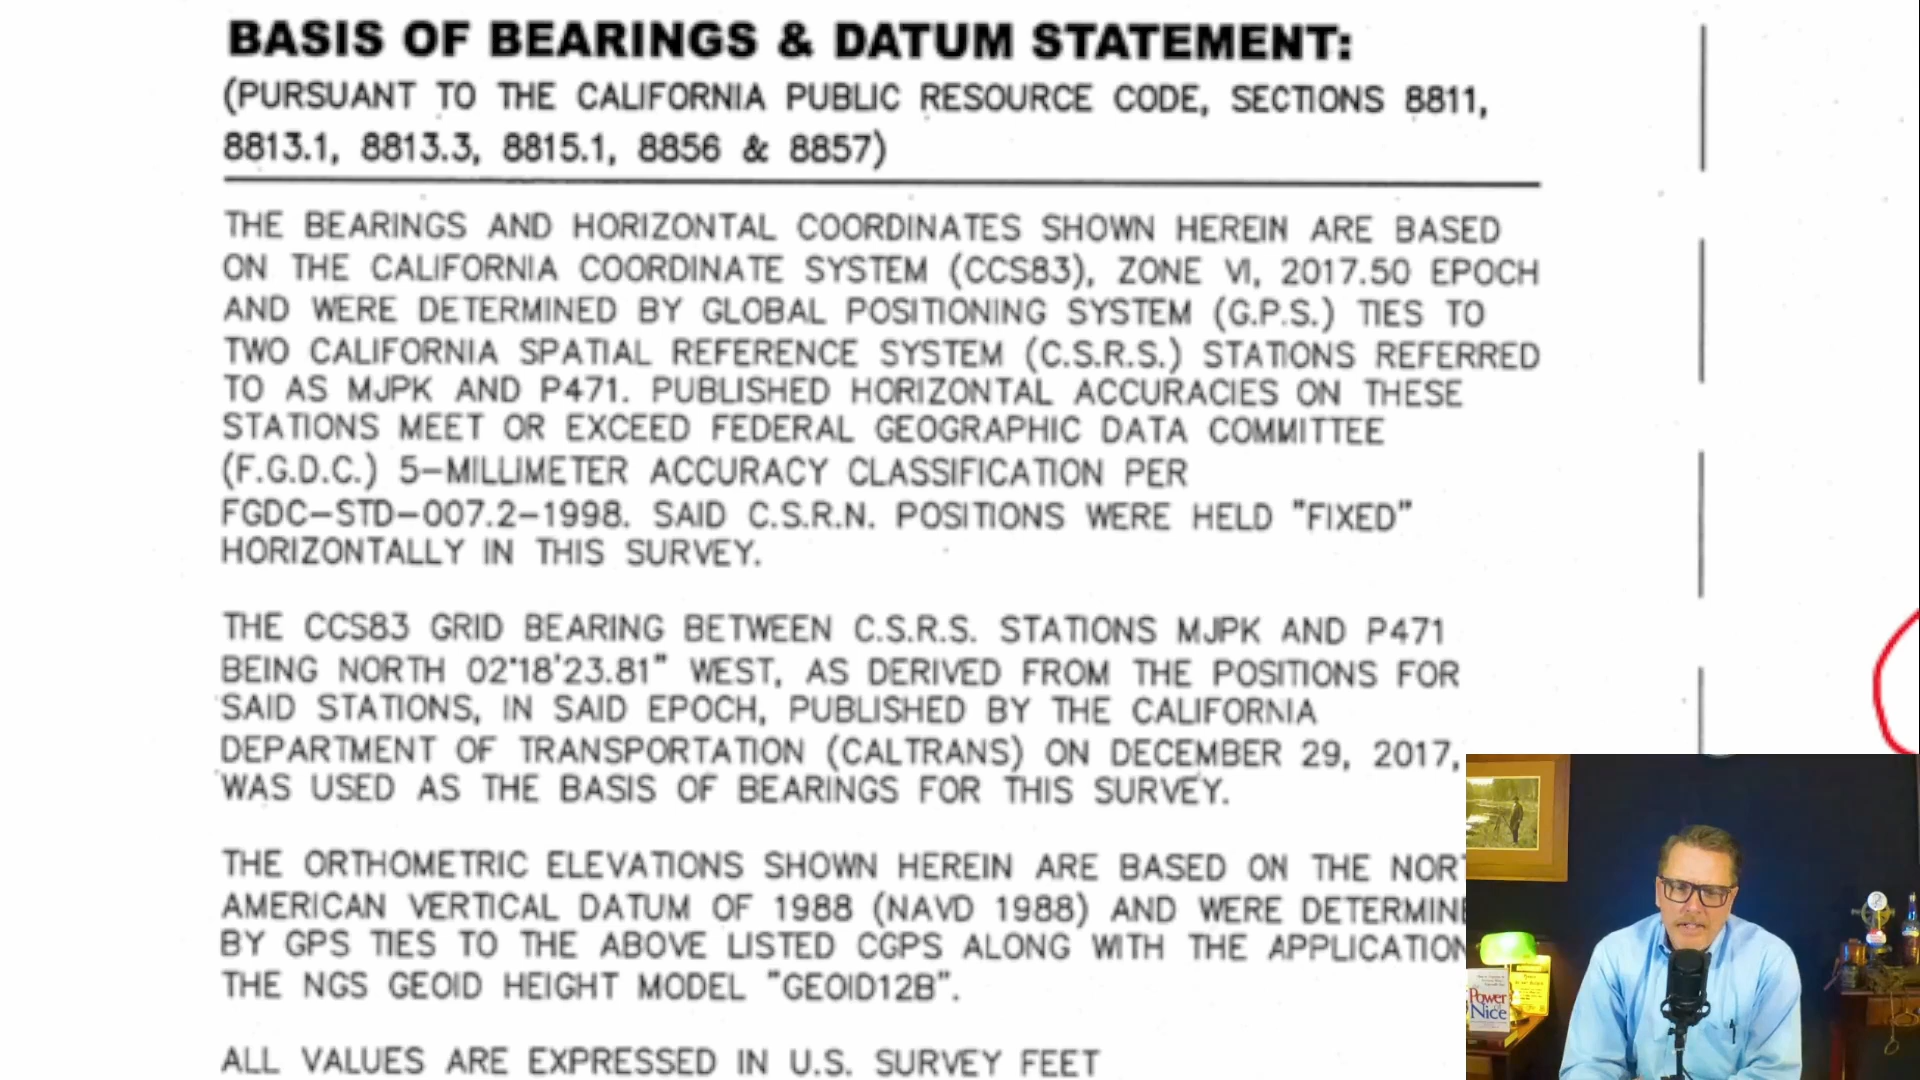 BASIS OF BEARINGS & DATUM STATEMENT:
(PURSUANT TO THE CALIFORNIA PUBLIC RESOURCE CODE, SECTIONS 8811,
8813.1, 8813.3, 8815.1, 8856 & 8857)
THE BEARINGS AND HORIZONTAL COORDINATES SHOWN HEREIN ARE BASED
ON THE CALIFORNIA COORDINATE SYSTEM (CCS83), ZONE VI, 2017.50 EPOCH
AND WERE DETERMINED BY GLOBAL POSITIONING SYSTEM (G.P.S.) TIES TO
TWO CALIFORNIA SPATIAL REFERENCE SYSTEM (C.S.R.S.) STATIONS REFERRED
TO AS MJPK AND P471. PUBLISHED HORIZONTAL ACCURACIES ON THESE
STATIONS MEET OR EXCEED FEDERAL GEOGRAPHIC DATA COMMITTEE
(F.G.D.C.) 5-MILLIMETER ACCURACY CLASSIFICATION PER
FGDC-STD-007.2-1998. SAID C.S.R.N. POSITIONS WERE HELD "FIXED"
HORIZONTALLY IN THIS SURVEY.
THE CCS83 GRID BEARING BETWEEN C.S.R.S. STATIONS MJPK AND P471
BEING NORTH 02°18'23.81" WEST, AS DERIVED FROM THE POSITIONS FOR
SAID STATIONS, IN SAID EPOCH, PUBLISHED BY THE CALIFORNIA
DEPARTMENT OF TRANSPORTATION (CALTRANS) ON DECEMBER 29, 2017,
WAS USED AS THE BASIS OF BEARINGS FOR THIS SURVEY.
THE ORTHOMETRIC ELEVATIONS SHOWN HEREIN ARE BASED ON THE NORT
AMERICAN VERTICAL DATUM OF 1988 (NAVD 1988) AND WERE DETERMINE
BY GPS TIES TO THE ABOVE LISTED CGPS ALONG WITH THE APPLICATION
THE NGS GEOID HEIGHT MODEL "GEOID12B".
ALL VALUES ARE EXPRESSED IN U.S. SURVEY FEET
Power
of
Nice